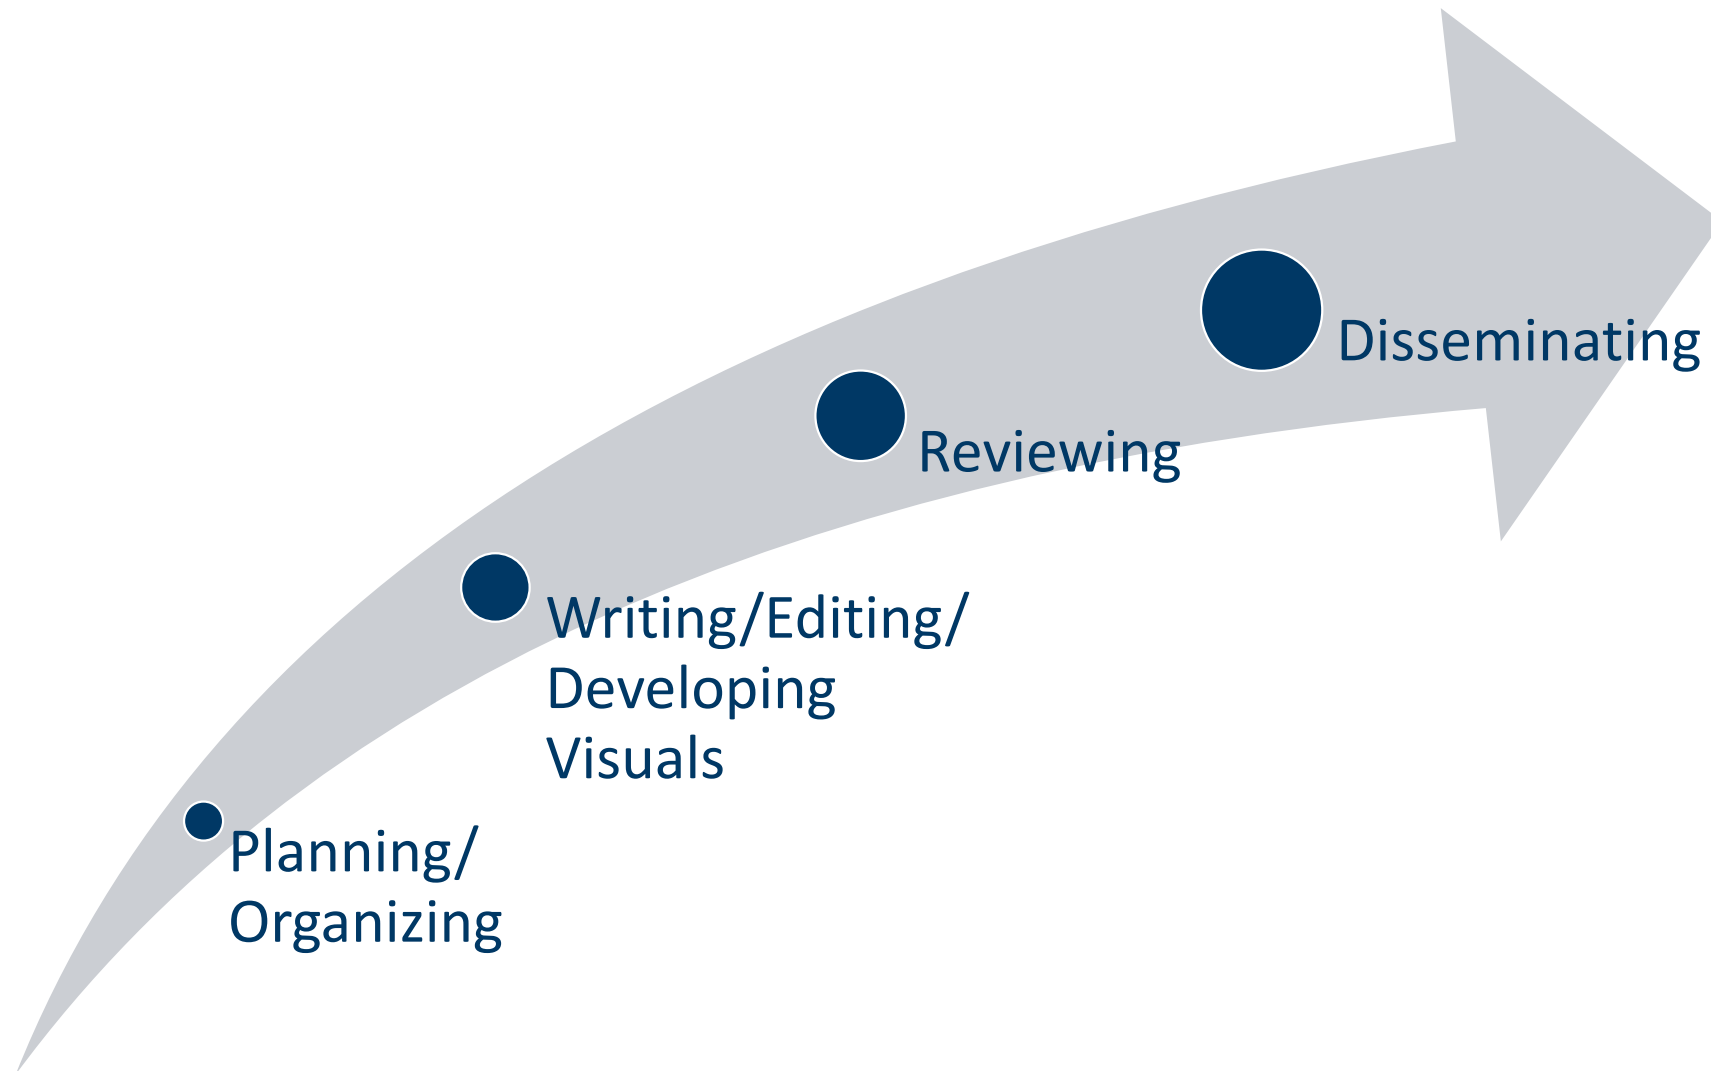 Disseminating
Reviewing
Writing/Editing/
Developing
Visuals
Planning/
Organizing